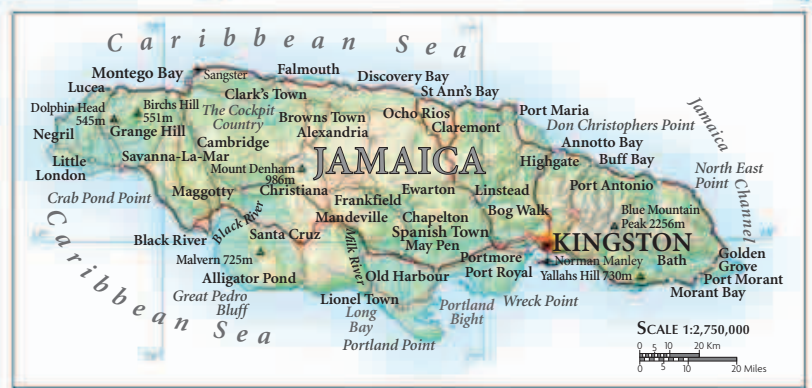 Caribbean Sea
Montego Bay
Sangster
Falmouth
Discovery Bay
Lucea
Clark's Town
St Ann's Bay
Dolphin Head
545m
Birchs Hill
551m
The Cockpit
Country
Browns Town
Ocho Rios
Port Maria
Jamaica Channel
Negril
Grange Hill
Alexandria
Claremont
Don Christophers Point
Cambridge
JAMAICA
Annotto Bay
Little
London
Savanna-La-Mar
Mount Denham
986m
Highgate
Buff Bay
North East
Point
Crab Pond Point
Maggotty
Christiana
Ewarton
Linstead
Port Antonio
Frankfield
Black River
Mandeville
Chapelton
Bog Walk
Blue Mountain
Peak 2256m
Caribbean Sea
Black River
Santa Cruz
Milk River
Spanish Town
May Pen
KINGSTON
Malvern 725m
Portmore
Norman Manley
Bath
Golden
Grove
Alligator Pond
Old Harbour
Port Royal
Yallahs Hill 730m
Port Morant
Morant Bay
Great Pedro
Bluff
Lionel Town
Long
Bay
Portland
Bight
Wreck Point
Portland Point
SCALE 1:2,750,000
0 5 10 20 Km
0 5 10 20 Miles